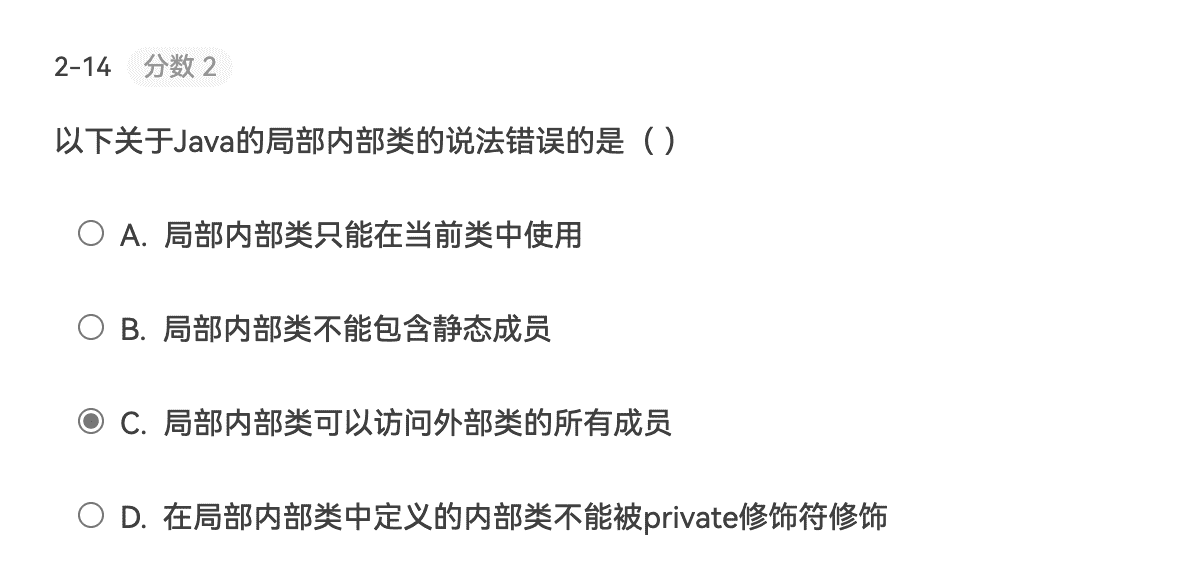 2-14 分数 2
以下关于Java的局部内部类的说法错误的是（ ）
A. 局部内部类只能在当前类中使用
B. 局部内部类不能包含静态成员
C. 局部内部类可以访问外部类的所有成员
D. 在局部内部类中定义的内部类不能被private修饰符修饰